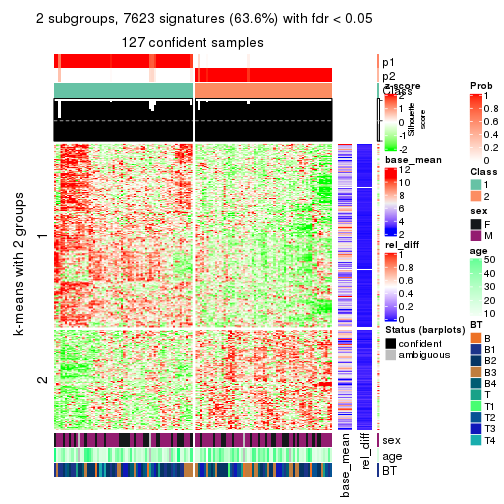 2 subgroups, 7623 signatures (63.6%) with fdr < 0.05
127 confident samples
p1
p2
Class
Silhouette
score
k-means with 2 groups
1
2
base_mean
rel_diff
sex
age
BT
z-score
2
1
0
-1
-2
base_mean
12
10
8
6
4
2
rel_diff
1
0.8
0.6
0.4
0.2
0
Status (barplots)
confident
ambiguous
Prob
1
0.8
0.6
0.4
0.2
0
Class
1
2
sex
F
M
age
50
40
30
20
10
BT
B
B1
B2
B3
B4
T
T1
T2
T3
T4